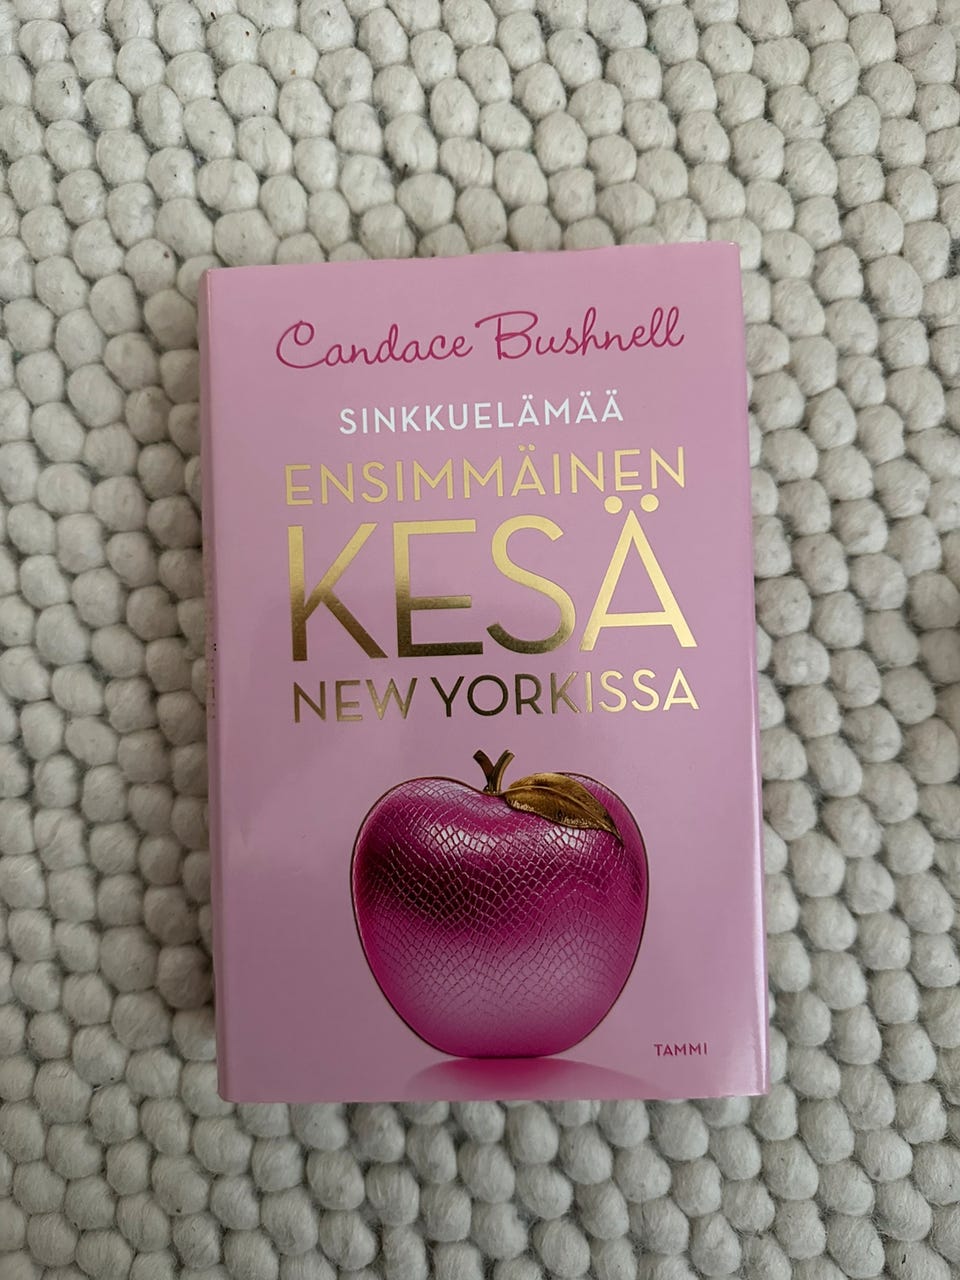 Candace Bushnell
SINKKUELÄMÄÄ
ENSIMMÄINEN
KESÄ
NEW YORKISSA
TAMMI